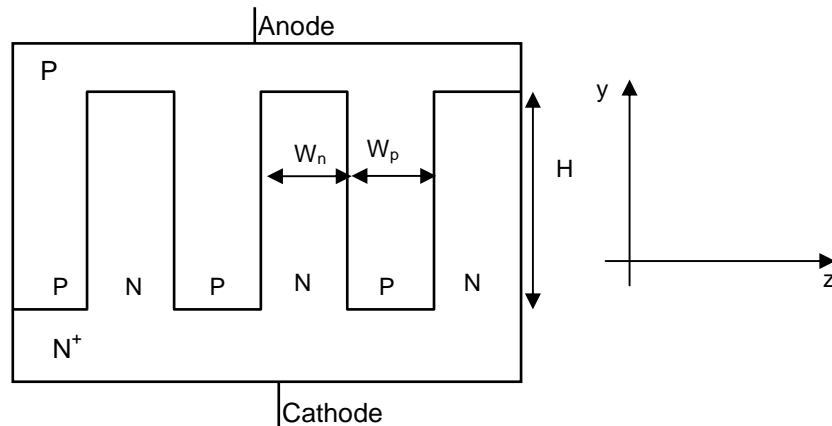 Anode
P
y
Wₙ
Wₚ
H
P N P N P N
z
N⁺
Cathode